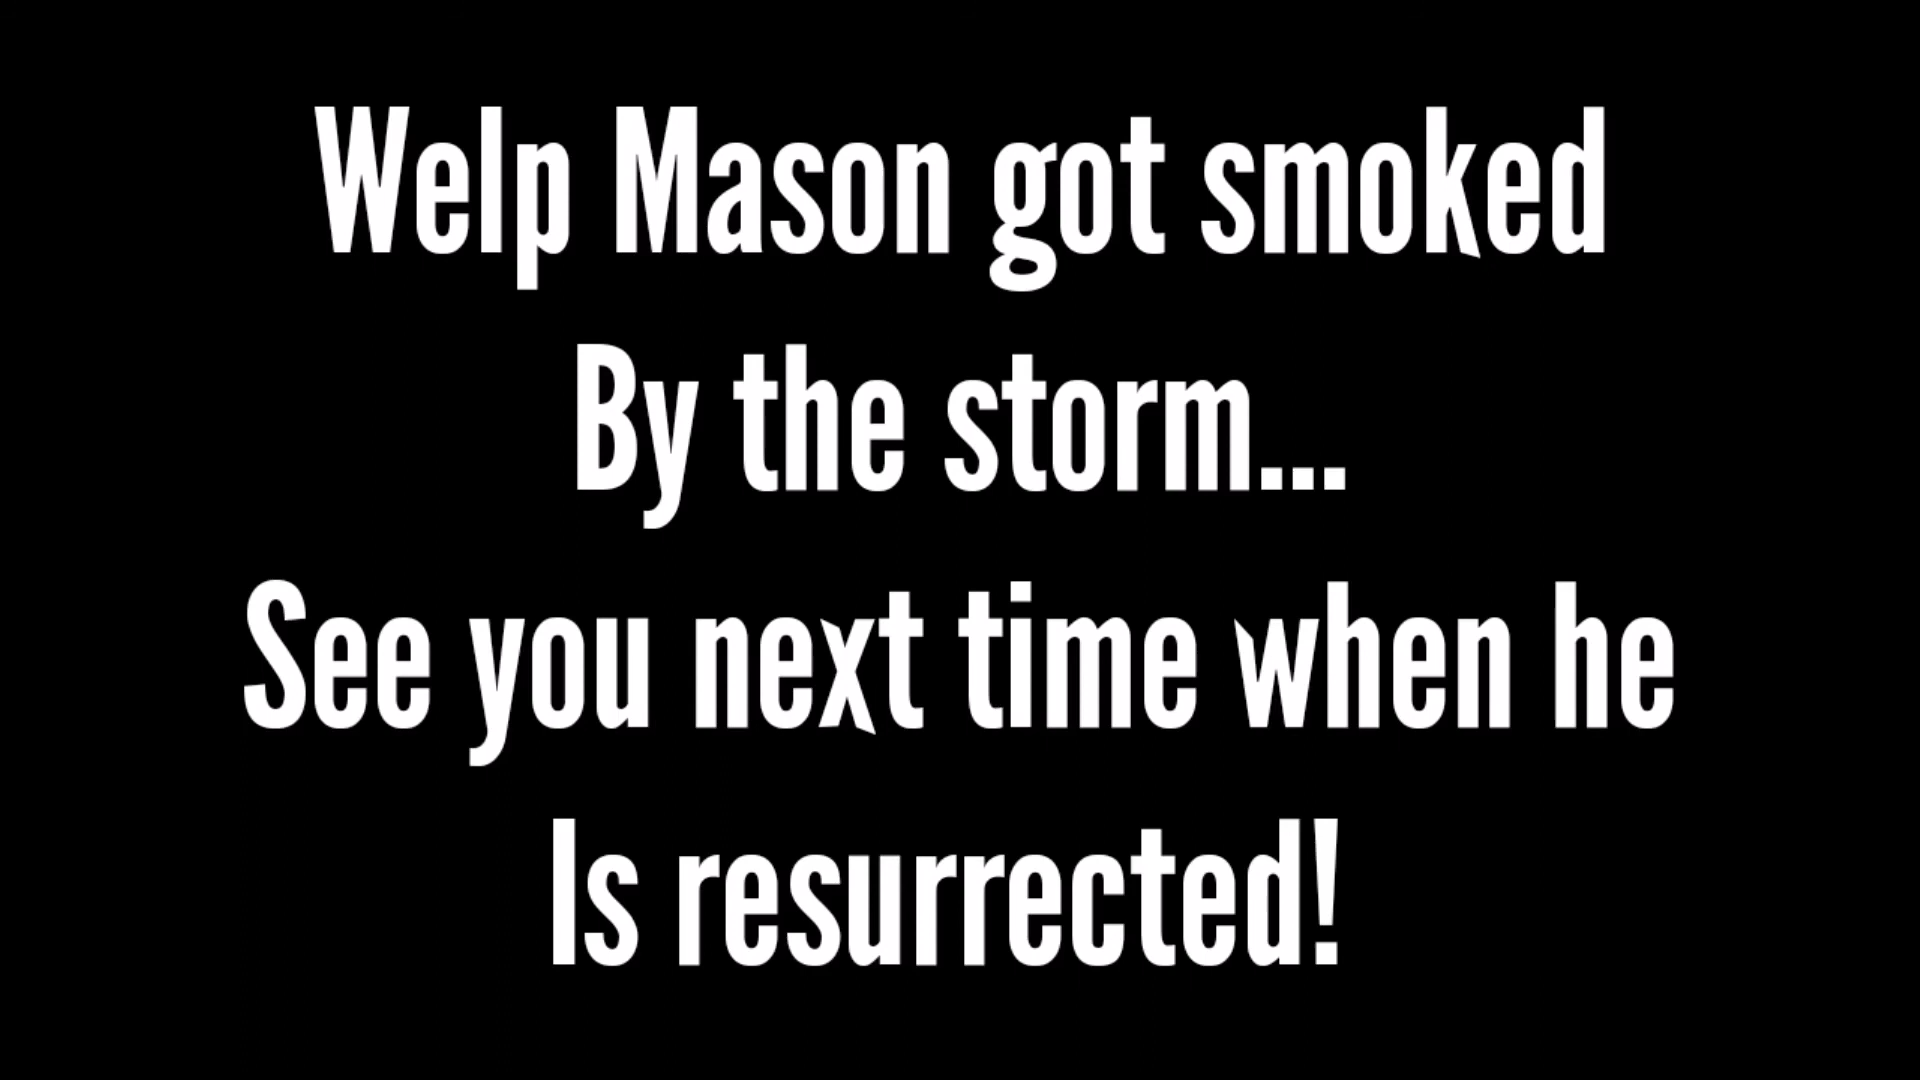 Welp Mason got smoked
By the storm...
See you next time when he
Is resurrected!